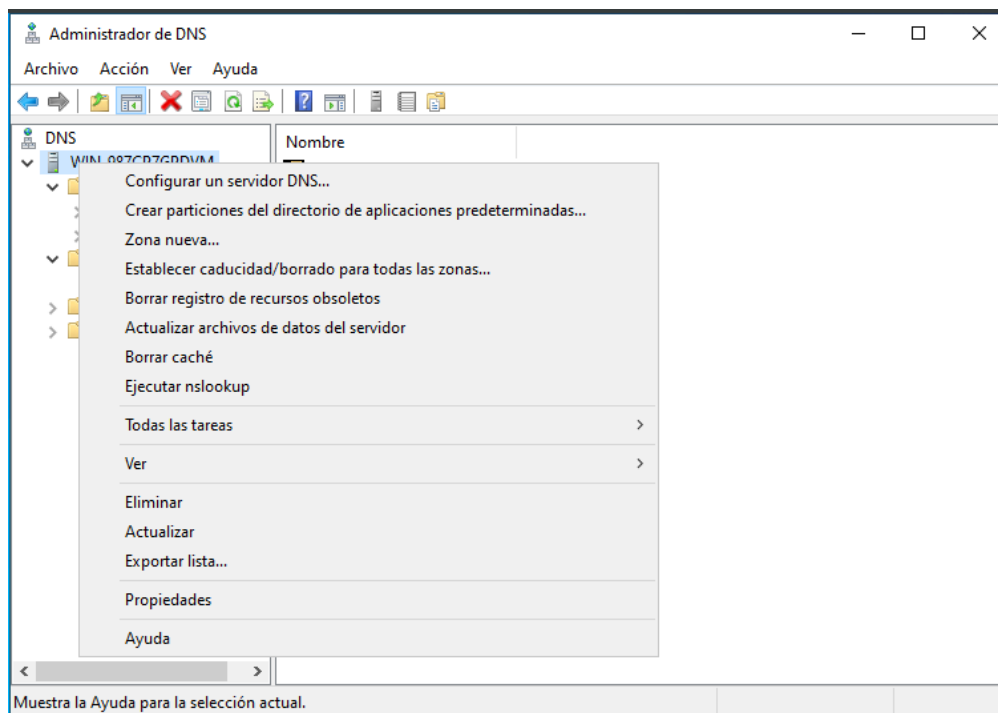 Administrador de DNS
Archivo Acción Ver Ayuda
DNS
Nombre
Configurar un servidor DNS...
Crear particiones del directorio de aplicaciones predeterminadas...
Zona nueva...
Establecer caducidad/borrado para todas las zonas...
Borrar registro de recursos obsoletos
Actualizar archivos de datos del servidor
Borrar caché
Ejecutar nslookup
Todas las tareas
Ver
Eliminar
Actualizar
Exportar lista...
Propiedades
Ayuda
Muestra la Ayuda para la selección actual.